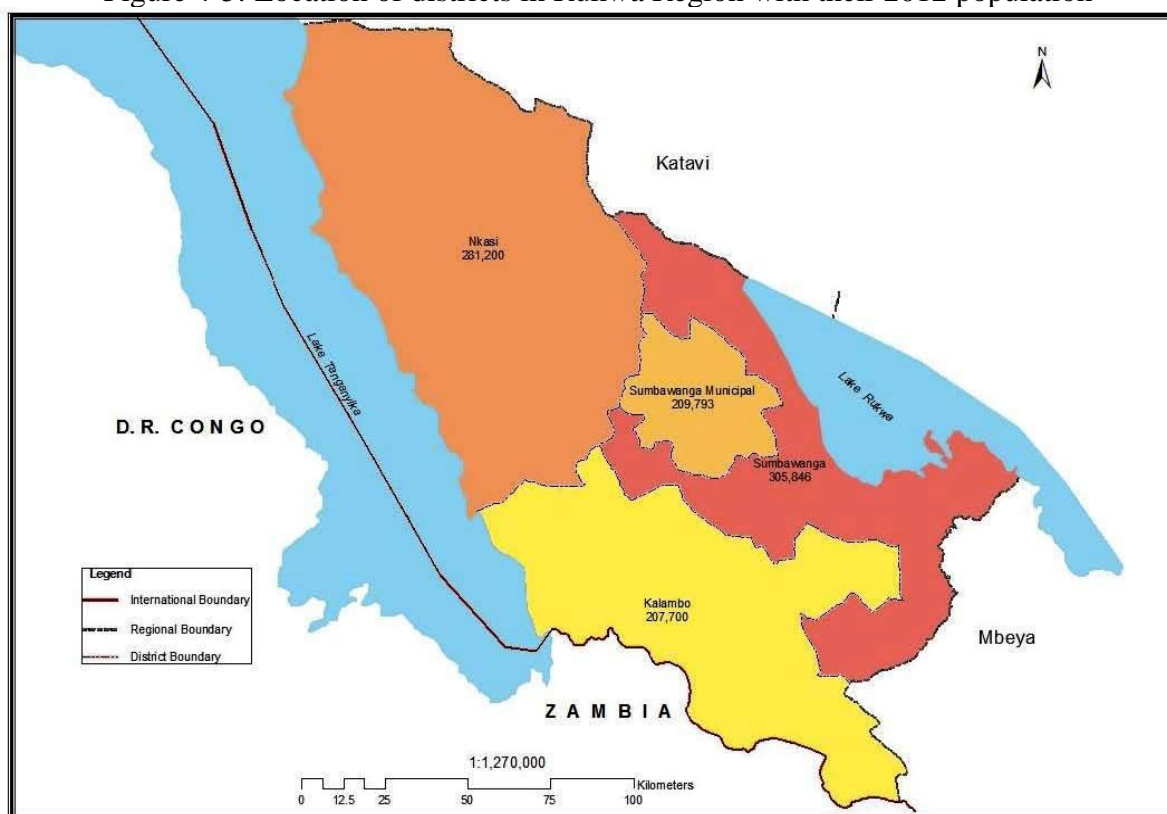 N
Katavi
Nkasi
281,200
Lake Tanganyika
Sumbawanga Municipal
209,793
Lake Rukwa
D. R. CONGO
Sumbawanga
305,846
Legend
International Boundary
Regional Boundary
District Boundary
Kalambo
207,700
Mbeya
ZAMBIA
1:1,270,000
Kilometers
0 12.5 25 50 75 100